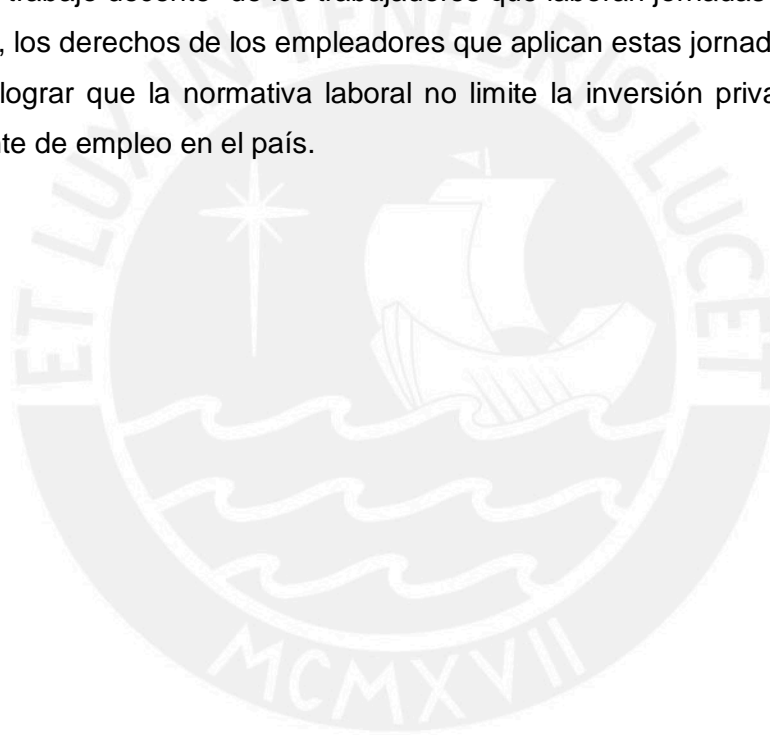 trabajo decente" de los trabajadores que laboran jornadas
, los derechos de los empleadores que aplican estas jornad
lograr que la normativa laboral no limite la inversión priva
nte de empleo en el país.
ET LUX IN TENEBRIS LUCET
MCMXVII